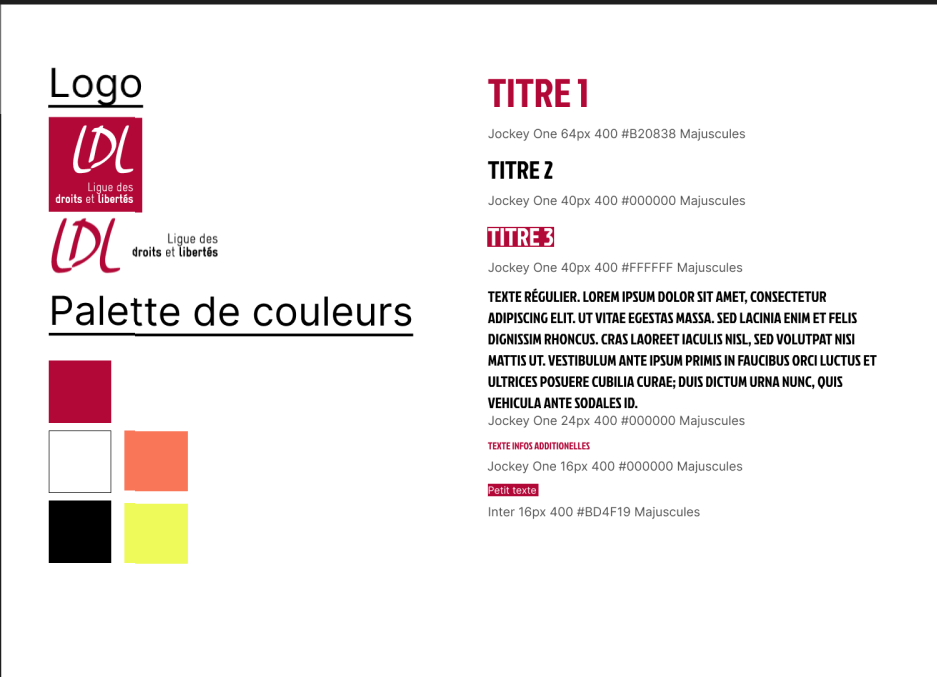 Logo
LDL
Ligue des
droits et libertés
LDL
Ligue des
droits et libertés
Palette de couleurs
TITRE 1
Jockey One 64px 400 #B20838 Majuscules
TITRE 2
Jockey One 40px 400 #000000 Majuscules
TITRE 3
Jockey One 40px 400 #FFFFFF Majuscules
TEXTE RÉGULIER. LOREM IPSUM DOLOR SIT AMET, CONSECTETUR
ADIPISCING ELIT. UT VITAE EGESTAS MASSA. SED LACINIA ENIM ET FELIS
DIGNISSIM RHONCUS. CRAS LAOREET IACULIS NISL, SED VOLUTPAT NISI
MATTIS UT. VESTIBULUM ANTE IPSUM PRIMIS IN FAUCIBUS ORCI LUCTUS ET
ULTRICES POSUERE CUBILIA CURAE; DUIS DICTUM URNA NUNC, QUIS
VEHICULA ANTE SODALES ID.
Jockey One 24px 400 #000000 Majuscules
TEXTE INFOS ADDITIONELLES
Jockey One 16px 400 #000000 Majuscules
Petit texte
Inter 16px 400 #BD4F19 Majuscules